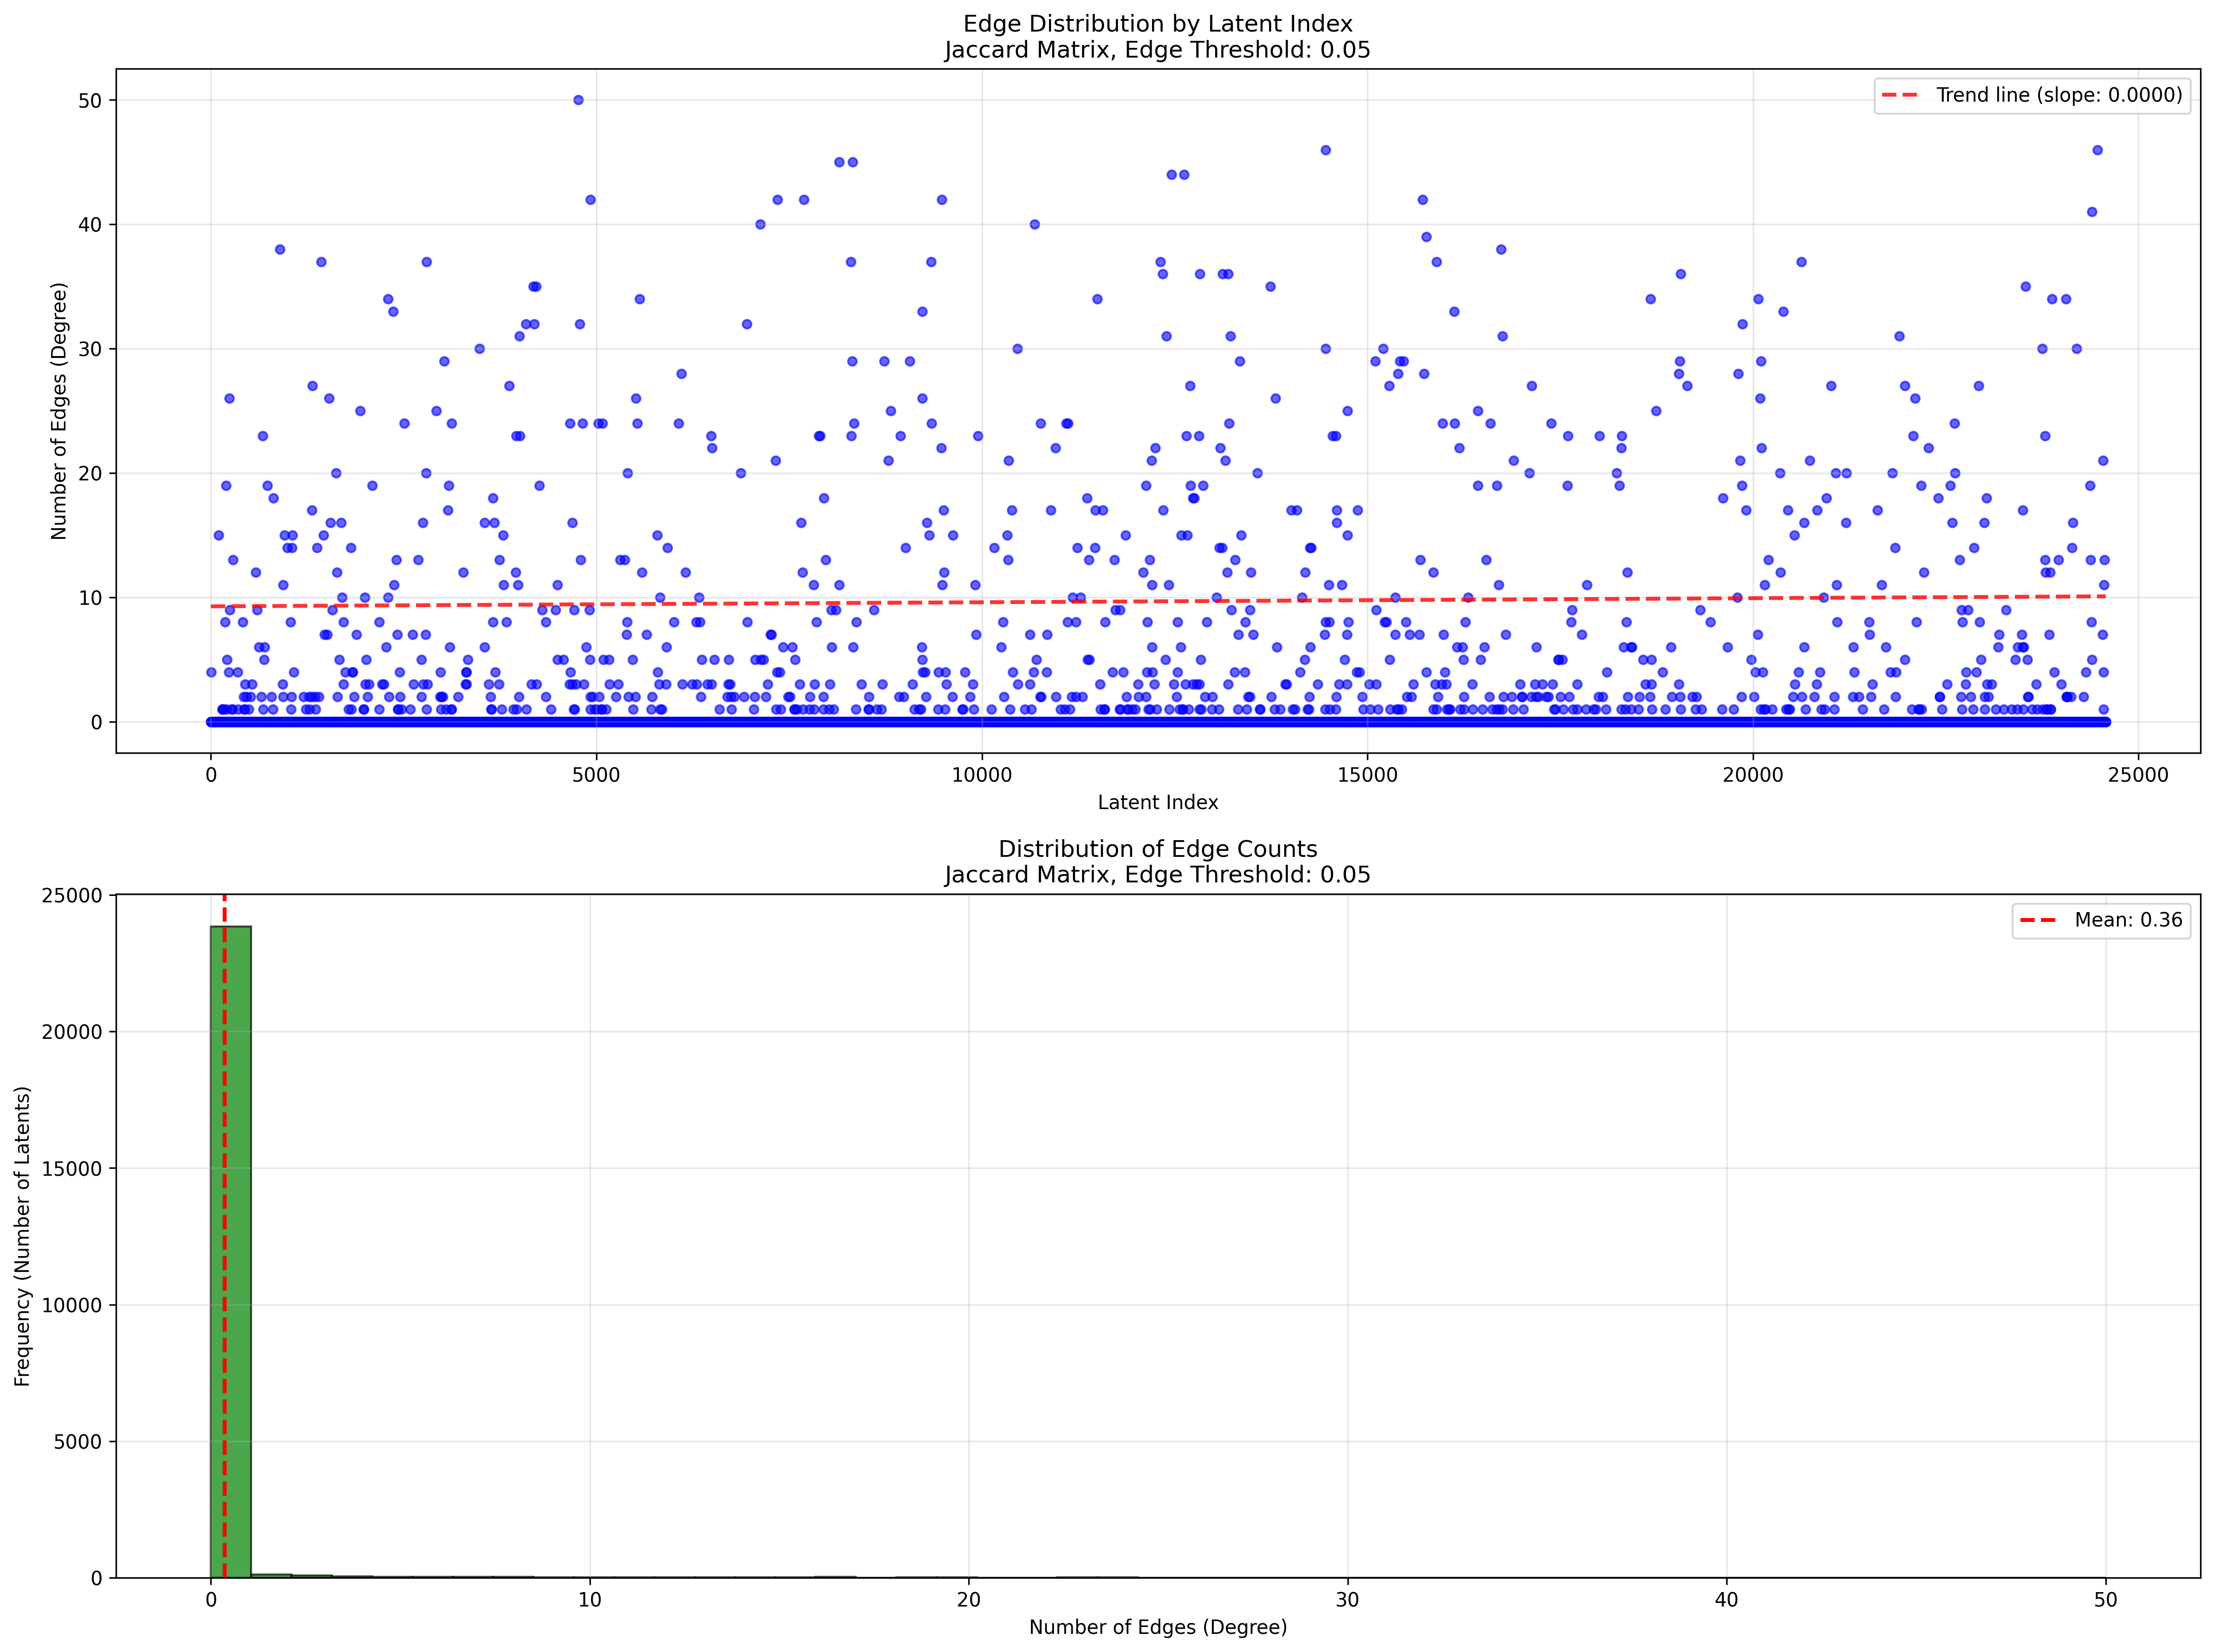 Edge Distribution by Latent Index
Jaccard Matrix, Edge Threshold: 0.05
Trend line (slope: 0.0000)
Number of Edges (Degree)
50
40
30
20
10
0
0 5000 10000 15000 20000 25000
Latent Index
Distribution of Edge Counts
Jaccard Matrix, Edge Threshold: 0.05
Mean: 0.36
Frequency (Number of Latents)
25000
20000
15000
10000
5000
0
0 10 20 30 40 50
Number of Edges (Degree)